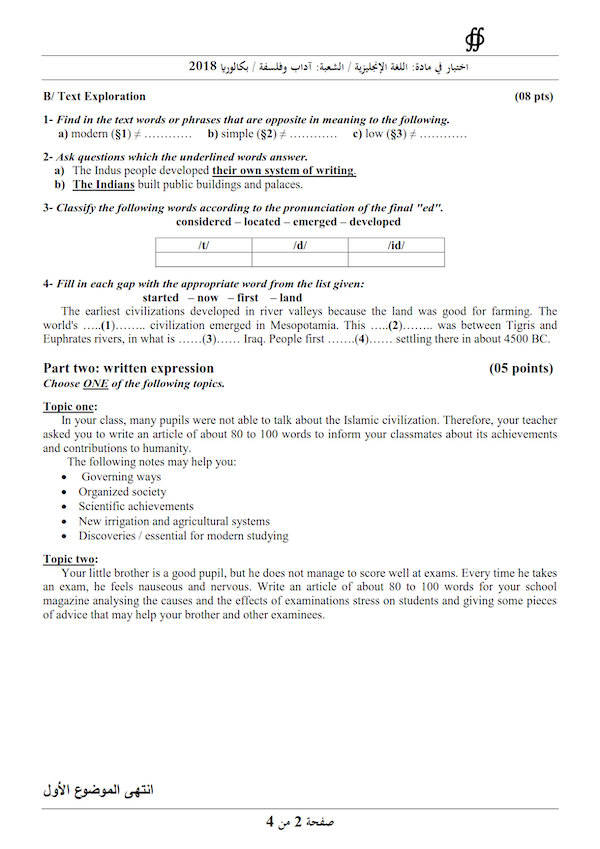 اختبار في مادة: اللغة الإنجليزية / الشعبة: آداب وفلسفة / بكالوريا 2018
B/ Text Exploration (08 pts)
1- Find in the text words or phrases that are opposite in meaning to the following.
a) modern (§1) ≠ ………… b) simple (§2) ≠ ………… c) low (§3) ≠ …………
2- Ask questions which the underlined words answer.
a) The Indus people developed their own system of writing.
b) The Indians built public buildings and palaces.
3- Classify the following words according to the pronunciation of the final "ed".
considered – located – emerged – developed
/t/ /d/ /id/
4- Fill in each gap with the appropriate word from the list given:
started – now – first – land
The earliest civilizations developed in river valleys because the land was good for farming. The
world's …..(1)…….. civilization emerged in Mesopotamia. This …..(2)…….. was between Tigris and
Euphrates rivers, in what is ……(3)…… Iraq. People first …….(4)…… settling there in about 4500 BC.
Part two: written expression (05 points)
Choose ONE of the following topics.
Topic one:
In your class, many pupils were not able to talk about the Islamic civilization. Therefore, your teacher
asked you to write an article of about 80 to 100 words to inform your classmates about its achievements
and contributions to humanity.
The following notes may help you:
• Governing ways
• Organized society
• Scientific achievements
• New irrigation and agricultural systems
• Discoveries / essential for modern studying
Topic two:
Your little brother is a good pupil, but he does not manage to score well at exams. Every time he takes
an exam, he feels nauseous and nervous. Write an article of about 80 to 100 words for your school
magazine analysing the causes and the effects of examinations stress on students and giving some pieces
of advice that may help your brother and other examinees.
انتهى الموضوع الأول
صفحة 2 من 4